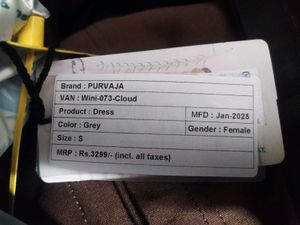 Brand : PURVAJA
VAN : Wini-073-Cloud
Product : Dress
MFD : Jan-2025
Color : Grey
Gender : Female
Size : S
MRP : Rs.3299/- (incl. all taxes)